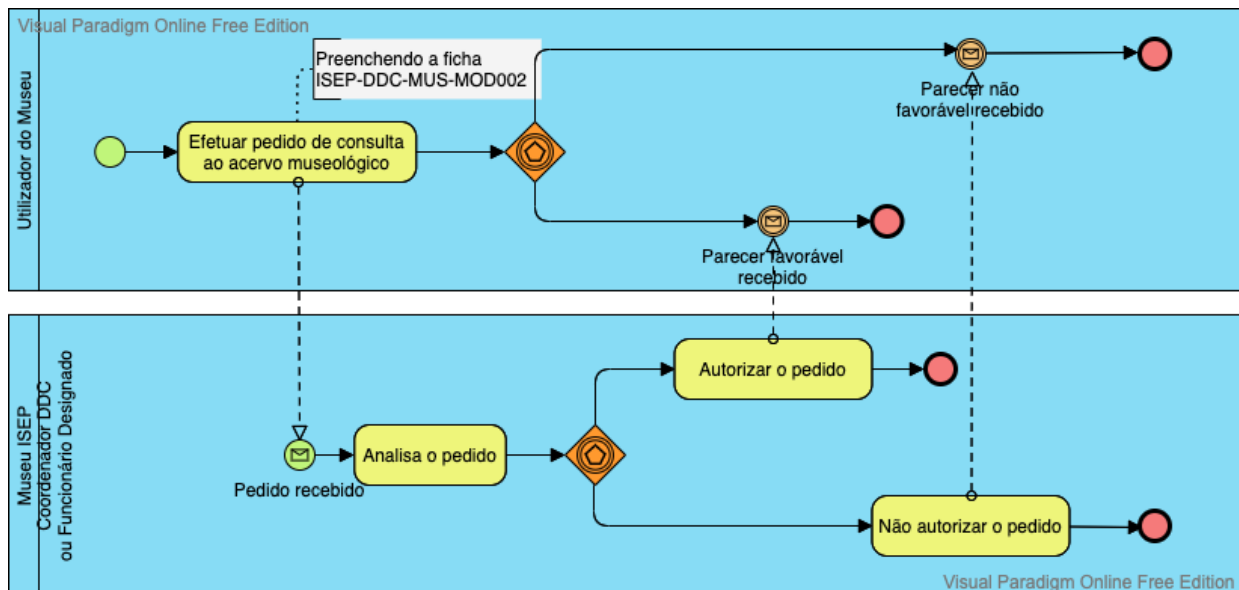 Visual Paradigm Online Free Edition
Utilizador do Museu
Preenchendo a ficha
ISEP-DDC-MUS-MOD002
Efetuar pedido de consulta
ao acervo museológico
Parecer não
favorável recebido
Parecer favorável
recebido
Museu ISEP
Coordenador DDC
ou Funcionário Designado
Pedido recebido
Analisa o pedido
Autorizar o pedido
Não autorizar o pedido
Visual Paradigm Online Free Edition